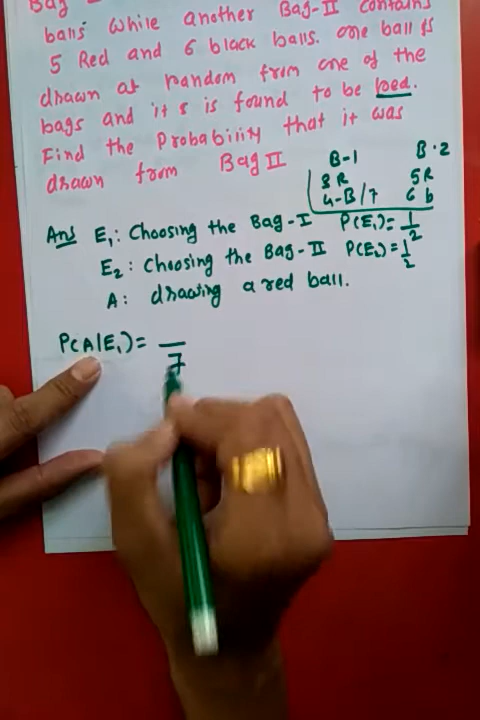 Bag
Bag-II contains
balls while another
5 Red and 6 black balls. one ball is
drawn at random from one of the
bags and it s is found to be Red.
Find the Probability that it was
drawn from Bag II
B-1 B.2
3R 5R
4-B/7 6b
Ans E₁: Choosing the Bag-I P(E₁)=1/2
E₂: Choosing the Bag-II P(E₂)=1/2
A: drawing a red ball.
P(A|E₁)= /7